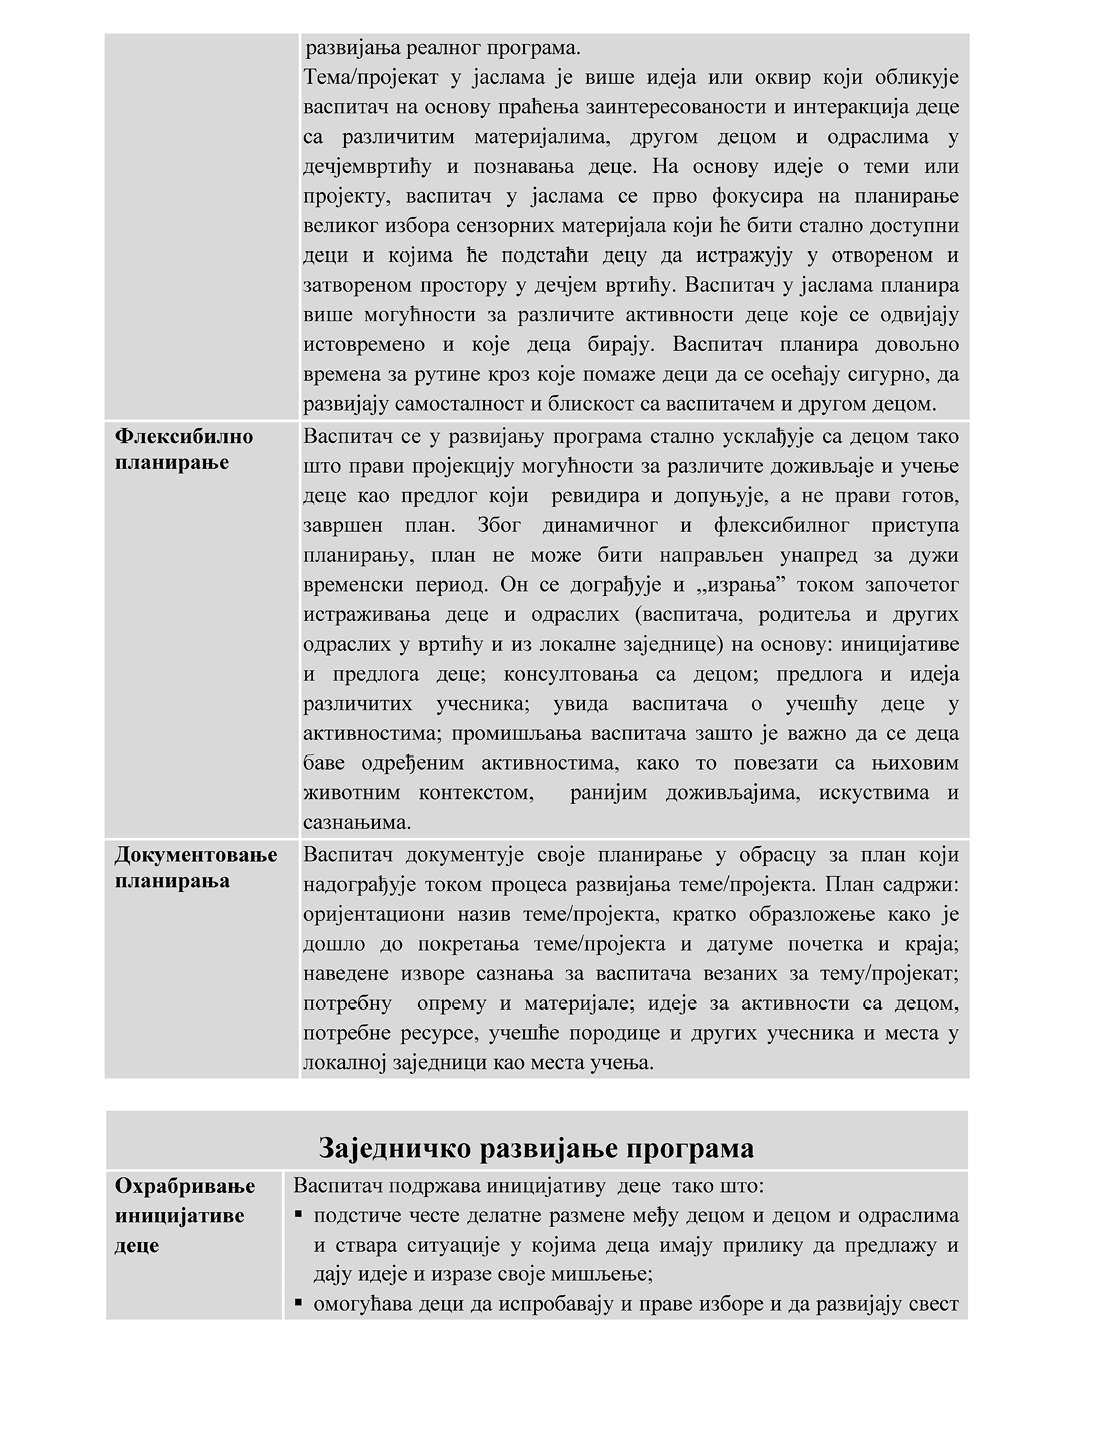 развијања реалног програма.
Тема/пројекат у јаслама је више идеја или оквир који обликује
васпитач на основу праћења заинтересованости и интеракција деце
са различитим материјалима, другом децом и одраслима у
дечјемвртићу и познавања деце. На основу идеје о теми или
пројекту, васпитач у јаслама се прво фокусира на планирање
великог избора сензорних материјала који ће бити стално доступни
деци и којима ће подстаћи децу да истражују у отвореном и
затвореном простору у дечјем вртићу. Васпитач у јаслама планира
више могућности за различите активности деце које се одвијају
истовремено и које деца бирају. Васпитач планира довољно
времена за рутине кроз које помаже деци да се осећају сигурно, да
развијају самосталност и блискост са васпитачем и другом децом.
Флексибилно
планирање
Васпитач се у развијању програма стално усклађује са децом тако
што прави пројекцију могућности за различите доживљаје и учење
деце као предлог који ревидира и допуњује, а не прави готов,
завршен план. Због динамичног и флексибилног приступа
планирању, план не може бити направљен унапред за дужи
временски период. Он се дограђује и „израња” током започетог
истраживања деце и одраслих (васпитача, родитеља и других
одраслих у вртићу и из локалне заједнице) на основу: иницијативе
и предлога деце; консултовања са децом; предлога и идеја
различитих учесника; увида васпитача о учешћу деце у
активностима; промишљања васпитача зашто је важно да се деца
баве одређеним активностима, како то повезати са њиховим
животним контекстом, ранијим доживљајима, искуствима и
сазнањима.
Документовање
планирања
Васпитач документује своје планирање у обрасцу за план који
надограђује током процеса развијања теме/пројекта. План садржи:
оријентациони назив теме/пројекта, кратко образложење како је
дошло до покретања теме/пројекта и датуме почетка и краја;
наведене изворе сазнања за васпитача везаних за тему/пројекат;
потребну опрему и материјале; идеје за активности са децом,
потребне ресурсе, учешће породице и других учесника и места у
локалној заједници као места учења.
Заједничко развијање програма
Охрабривање
иницијативе
деце
Васпитач подржава иницијативу деце тако што:
▪ подстиче честе делатне размене међу децом и децом и одраслима
и ствара ситуације у којима деца имају прилику да предлажу и
дају идеје и изразе своје мишљење;
▪ омогућава деци да испробавају и праве изборе и да развијају свест